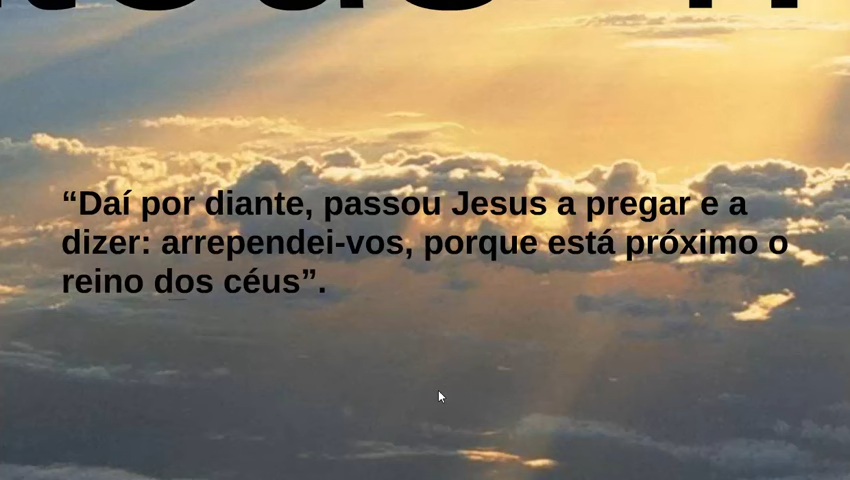 “Daí por diante, passou Jesus a pregar e a
dizer: arrependei-vos, porque está próximo o
reino dos céus”.